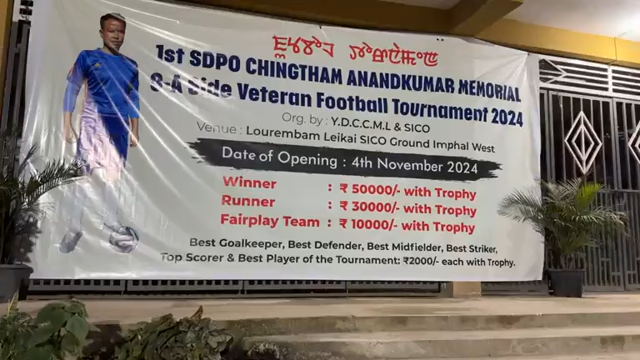 1st SDPO CHINGTHAM ANANDKUMAR MEMORIAL
8-A Side Veteran Football Tournament 2024
Org. by : Y.D.C.C.M.L & SICO
Venue : Lourembam Leikai SICO Ground Imphal West
Date of Opening : 4th November 2024
Winner : ₹ 50000/- with Trophy
Runner : ₹ 30000/- with Trophy
Fairplay Team : ₹ 10000/- with Trophy
Best Goalkeeper, Best Defender, Best Midfielder, Best Striker,
Top Scorer & Best Player of the Tournament: ₹2000/- each with Trophy.